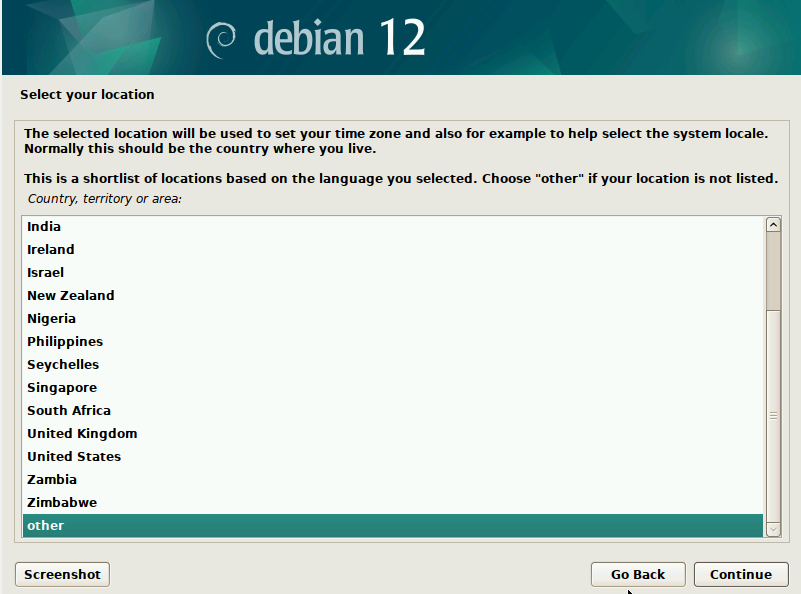 debian 12
Select your location
The selected location will be used to set your time zone and also for example to help select the system locale.
Normally this should be the country where you live.
This is a shortlist of locations based on the language you selected. Choose "other" if your location is not listed.
Country, territory or area:
India
Ireland
Israel
New Zealand
Nigeria
Philippines
Seychelles
Singapore
South Africa
United Kingdom
United States
Zambia
Zimbabwe
other
Screenshot
Go Back
Continue